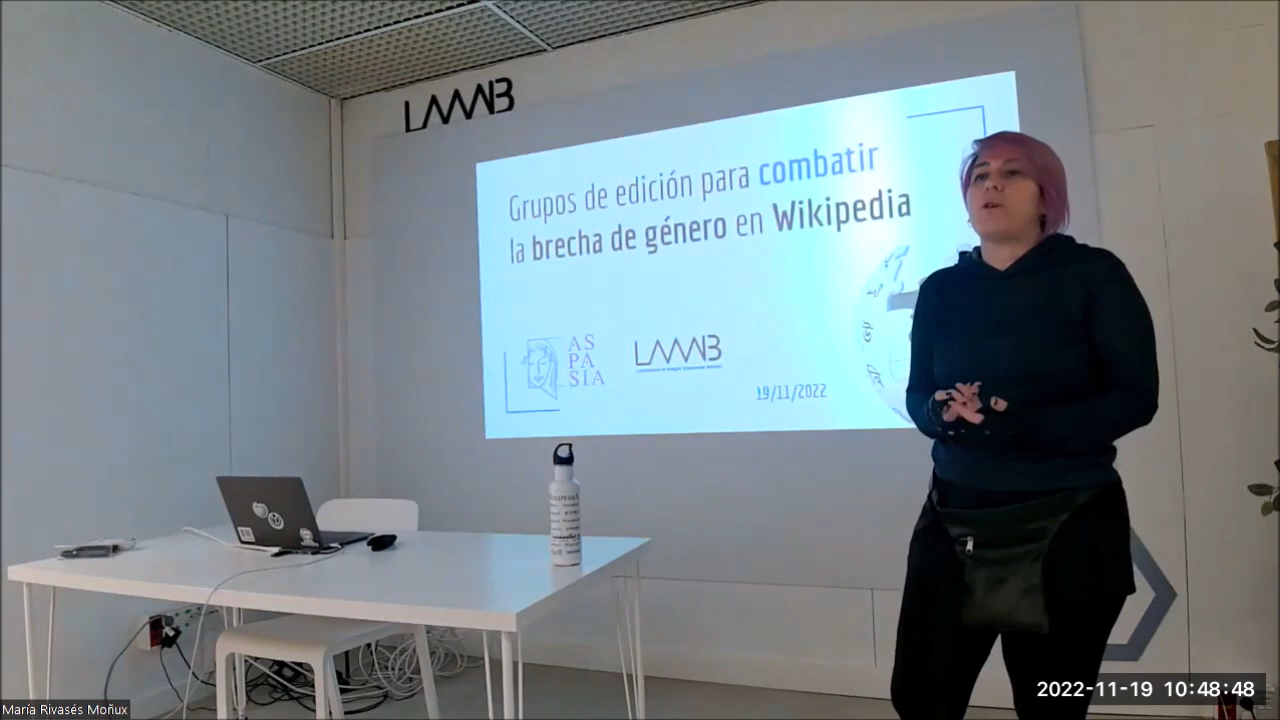 LAAAB
Grupos de edición para combatir
la brecha de género en Wikipedia
AS
PA
SIA
LAAAB
19/11/2022
María Rivasés Moñux
2022-11-19 10:48:48